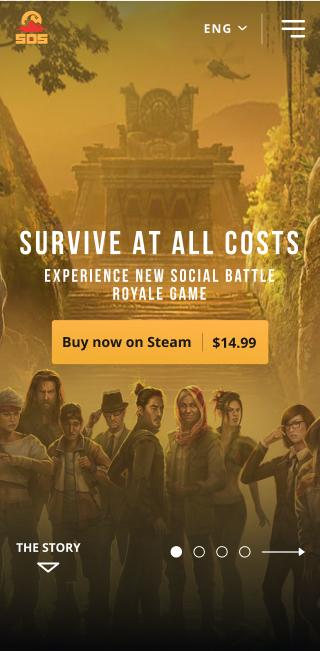 SOS
ENG
SURVIVE AT ALL COSTS
EXPERIENCE NEW SOCIAL BATTLE
ROYALE GAME
Buy now on Steam $14.99
THE STORY